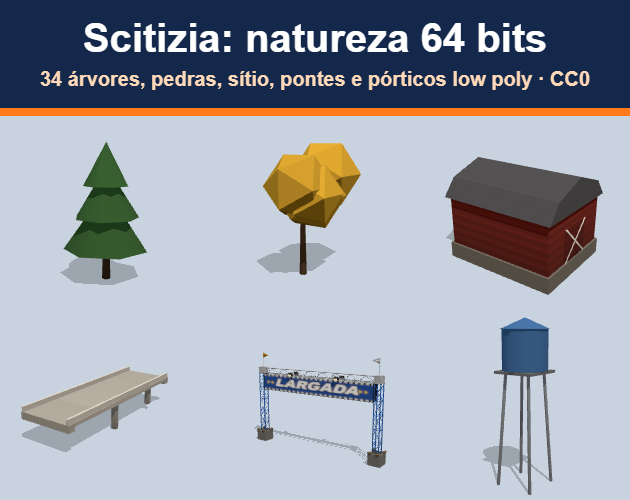 Scitizia: natureza 64 bits
34 árvores, pedras, sítio, pontes e pórticos low poly · CC0
LARGADA